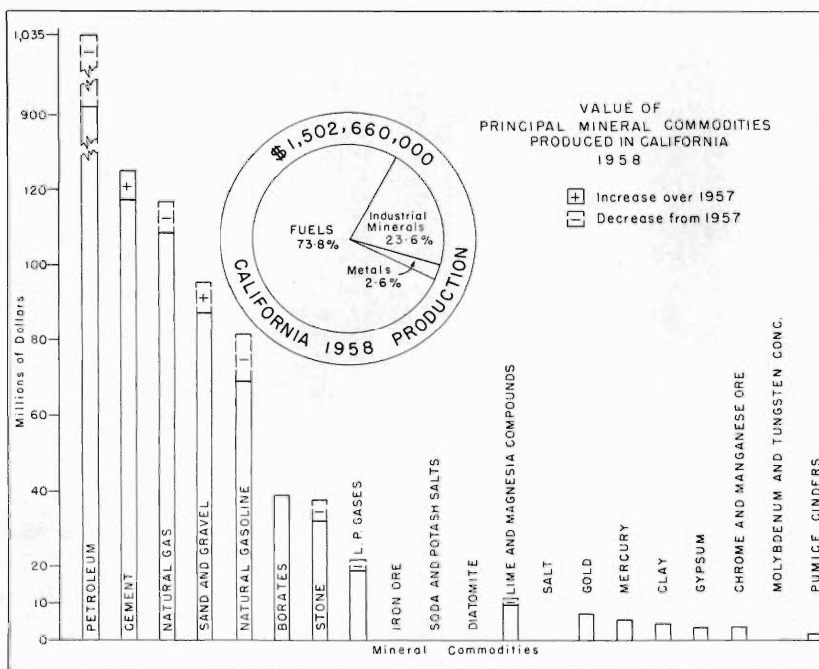 VALUE OF
PRINCIPAL MINERAL COMMODITIES
PRODUCED IN CALIFORNIA
1958
+ Increase over 1957
- Decrease from 1957
$1,502,660,000
CALIFORNIA 1958 PRODUCTION
FUELS
73.8%
Industrial
Minerals
23.6%
Metals
2.6%
Millions of Dollars
1,035
900
120
100
80
60
40
20
10
0
PETROLEUM
CEMENT
NATURAL GAS
SAND AND GRAVEL
NATURAL GASOLINE
BORATES
STONE
L.P. GASES
IRON ORE
SODA AND POTASH SALTS
DIATOMITE
LIME AND MAGNESIA COMPOUNDS
SALT
GOLD
MERCURY
CLAY
GYPSUM
CHROME AND MANGANESE ORE
MOLYBDENUM AND TUNGSTEN CONC.
PUMICE CINDERS
Mineral Commodities